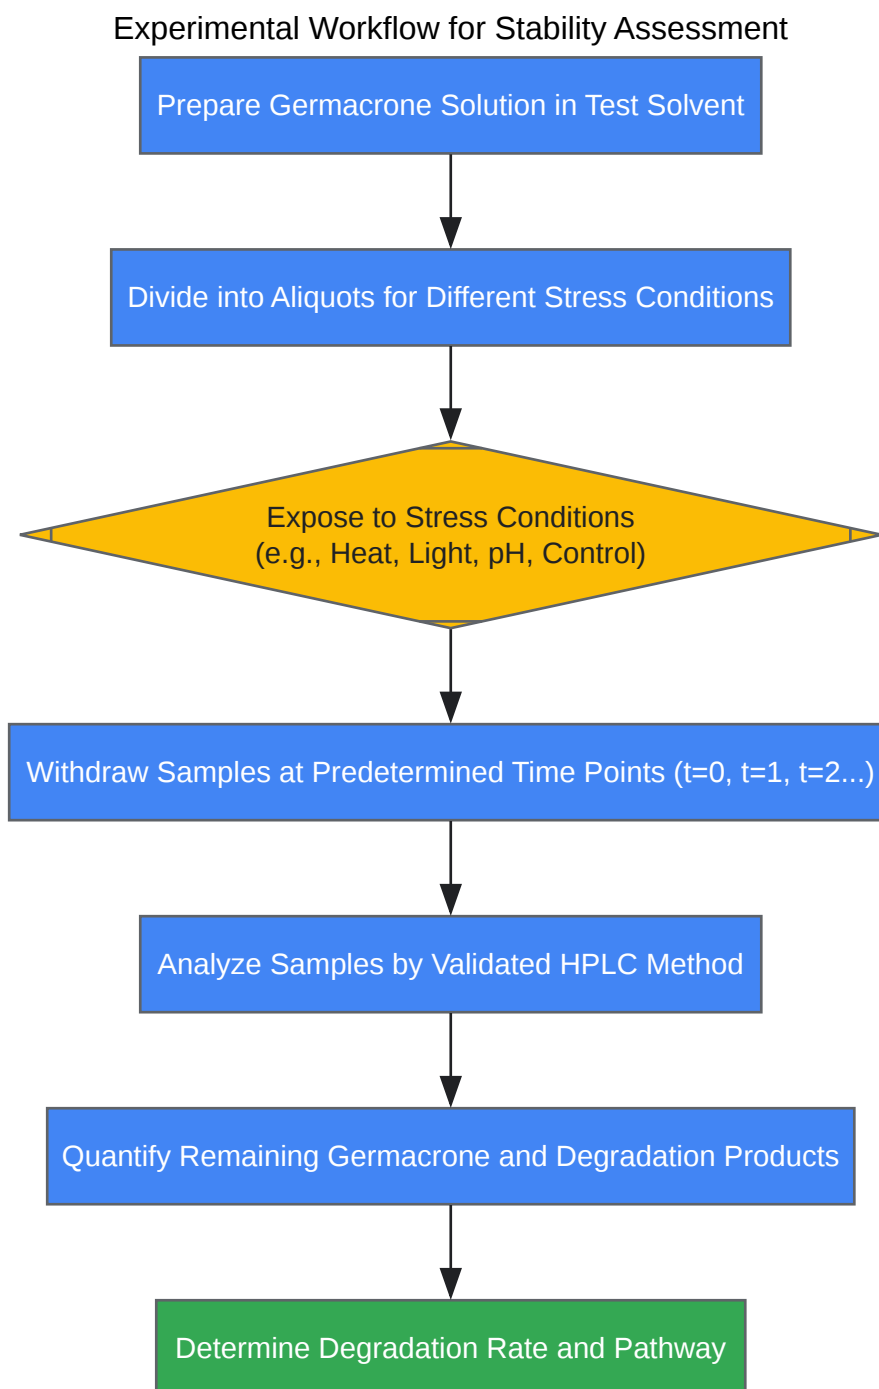 Experimental Workflow for Stability Assessment
Prepare Germacrone Solution in Test Solvent
Divide into Aliquots for Different Stress Conditions
Expose to Stress Conditions
(e.g., Heat, Light, pH, Control)
Withdraw Samples at Predetermined Time Points (t=0, t=1, t=2...)
Analyze Samples by Validated HPLC Method
Quantify Remaining Germacrone and Degradation Products
Determine Degradation Rate and Pathway